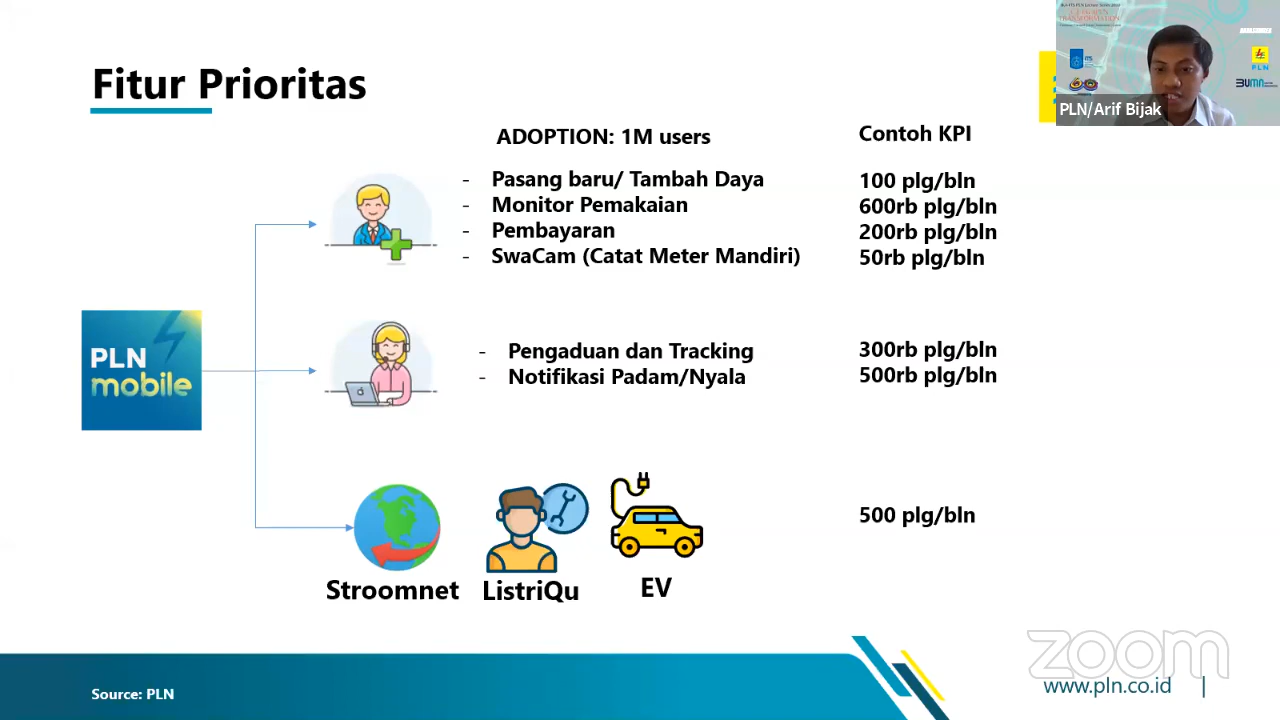 Fitur Prioritas
PLN/Arif Bijak
PLN
BUMN
ADOPTION: 1M users
Contoh KPI
- Pasang baru/ Tambah Daya
100 plg/bln
- Monitor Pemakaian
600rb plg/bln
- Pembayaran
200rb plg/bln
- SwaCam (Catat Meter Mandiri)
50rb plg/bln
PLN
mobile
- Pengaduan dan Tracking
300rb plg/bln
- Notifikasi Padam/Nyala
500rb plg/bln
500 plg/bln
Stroomnet
ListriQu
EV
zoom
Source: PLN
www.pln.co.id